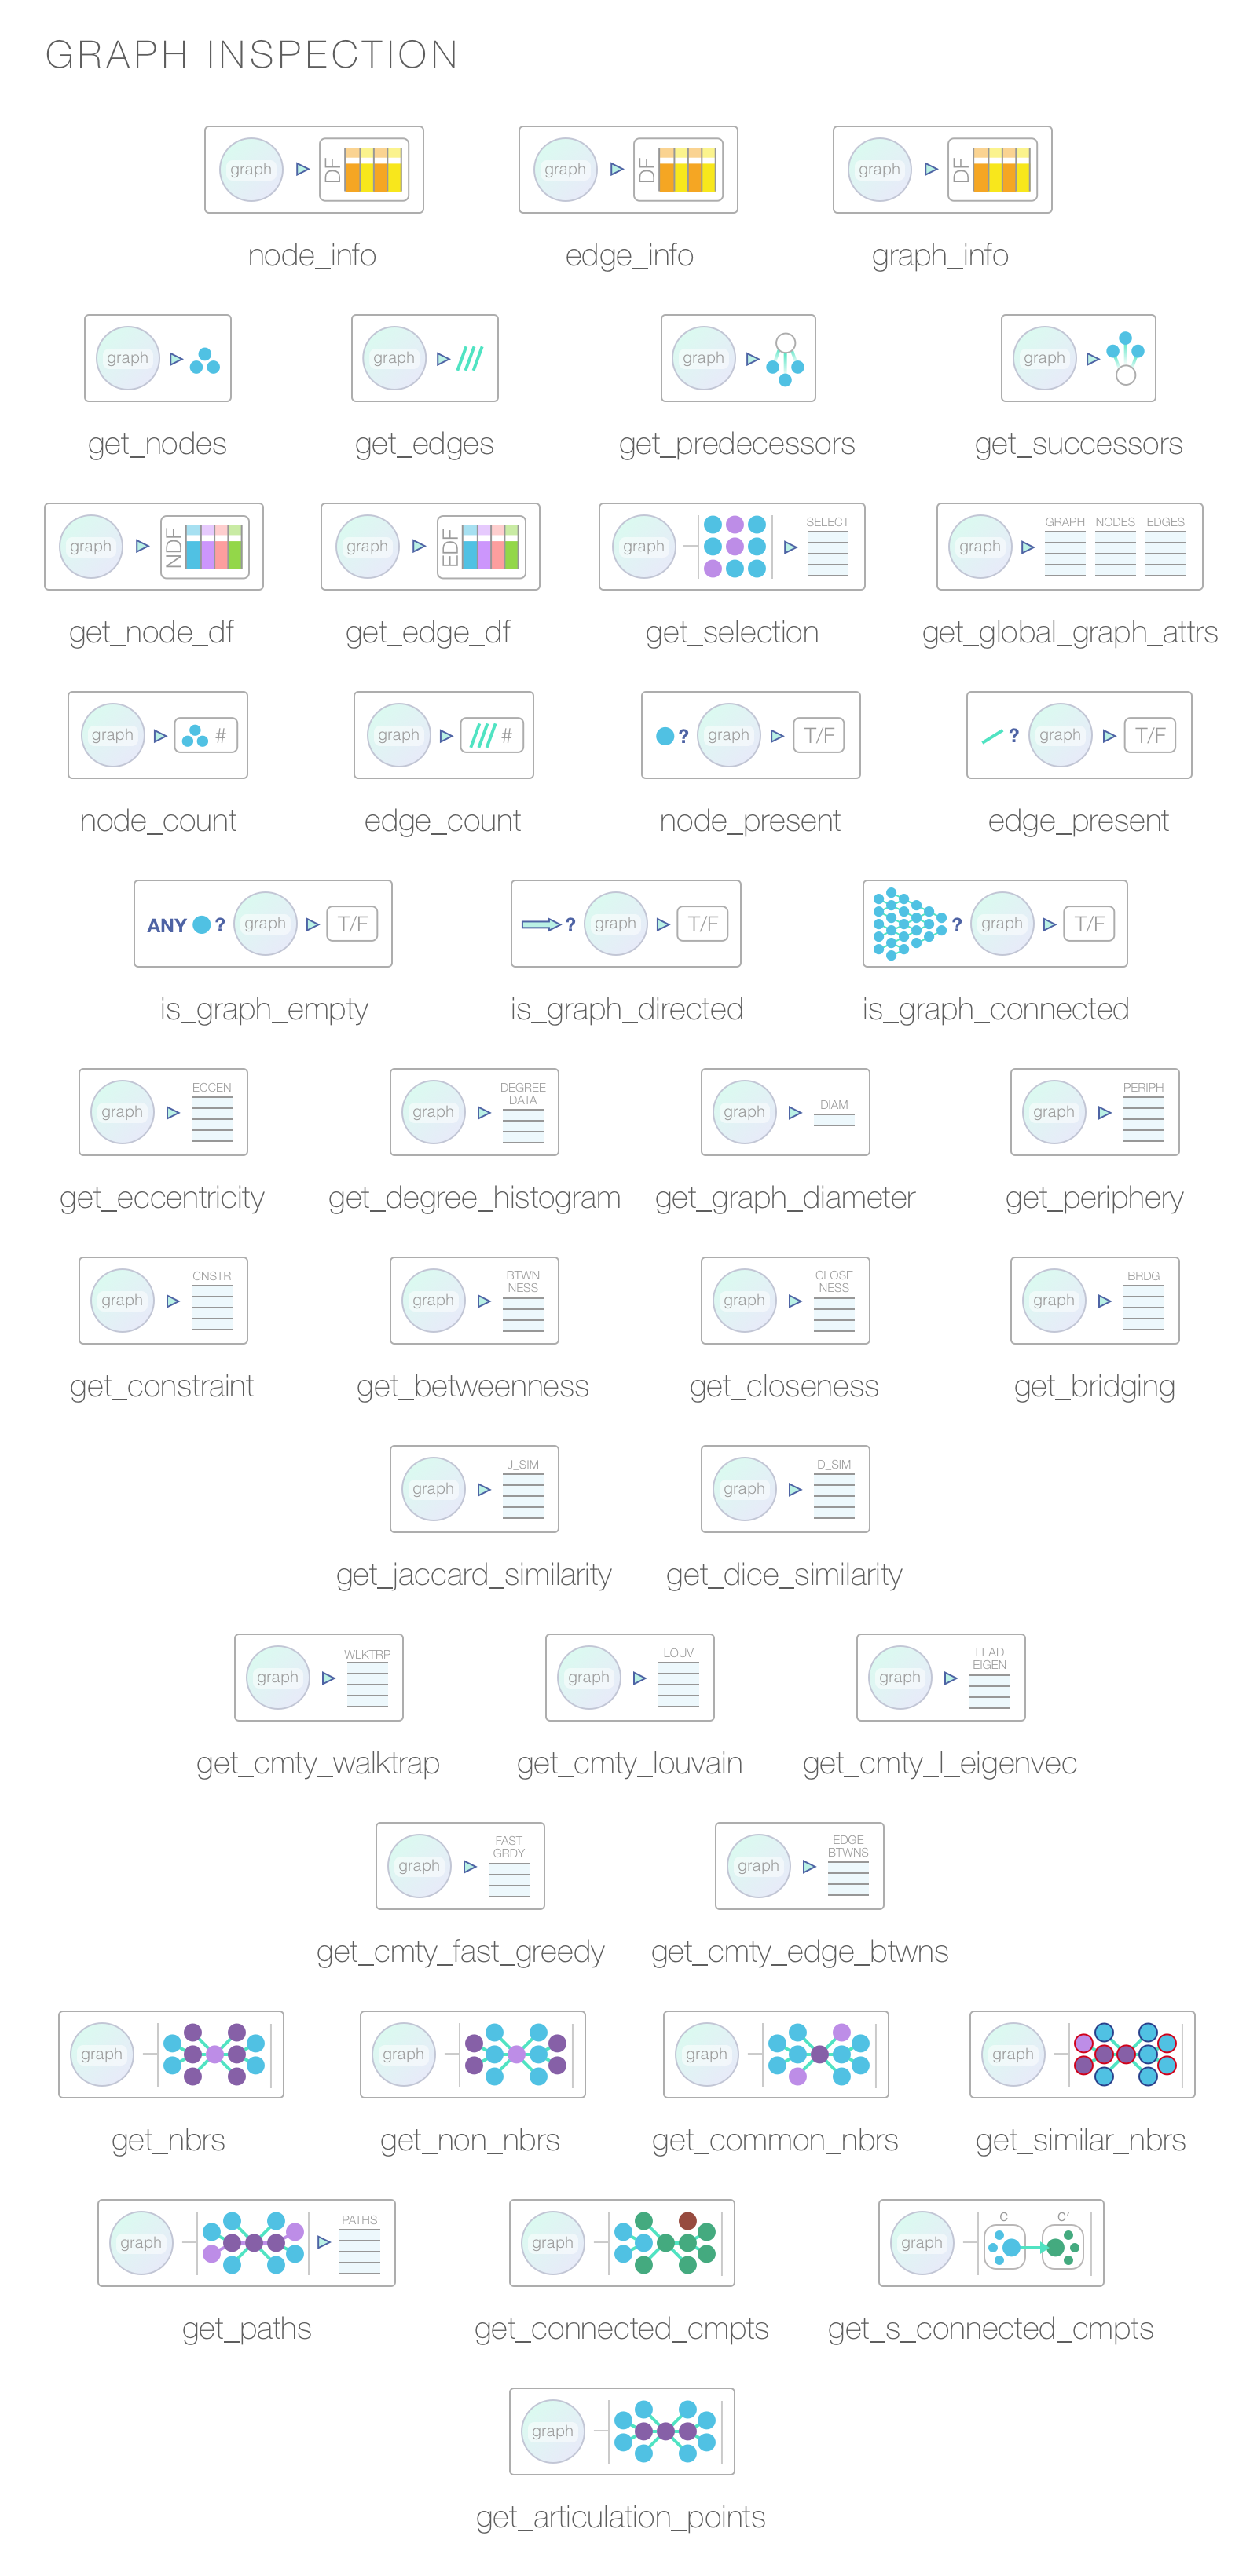 GRAPH INSPECTION
graph DF graph DF graph DF
node_info edge_info graph_info
graph graph graph graph
get_nodes get_edges get_predecessors get_successors
graph NDF graph EDF graph SELECT graph GRAPH NODES EDGES
get_node_df get_edge_df get_selection get_global_graph_attrs
graph # graph # ? graph T/F ? graph T/F
node_count edge_count node_present edge_present
ANY ? graph T/F ? graph T/F ? graph T/F
is_graph_empty is_graph_directed is_graph_connected
graph ECCEN graph DEGREE DATA graph DIAM graph PERIPH
get_eccentricity get_degree_histogram get_graph_diameter get_periphery
graph CNSTR graph BTWN NESS graph CLOSE NESS graph BRDG
get_constraint get_betweenness get_closeness get_bridging
graph J_SIM graph D_SIM
get_jaccard_similarity get_dice_similarity
graph WLKTRP graph LOUV graph LEAD EIGEN
get_cmty_walktrap get_cmty_louvain get_cmty_l_eigenvec
graph FAST GRDY graph EDGE BTWNS
get_cmty_fast_greedy get_cmty_edge_btwns
graph graph graph graph
get_nbrs get_non_nbrs get_common_nbrs get_similar_nbrs
graph PATHS graph graph C C′
get_paths get_connected_cmpts get_s_connected_cmpts
graph
get_articulation_points